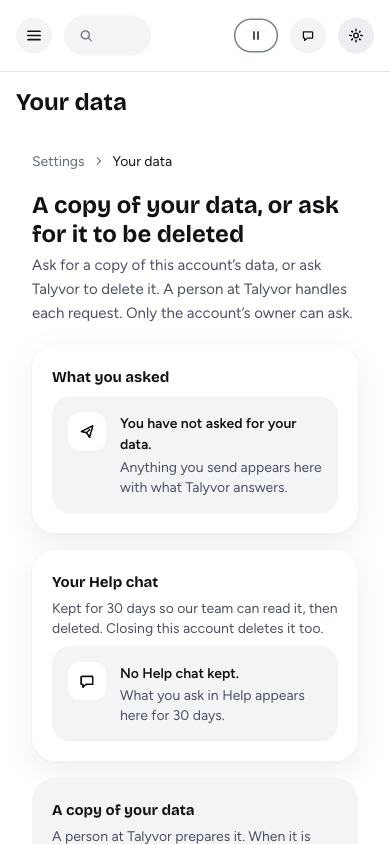 Your data
Settings > Your data
A copy of your data, or ask
for it to be deleted
Ask for a copy of this account’s data, or ask
Talyvor to delete it. A person at Talyvor handles
each request. Only the account’s owner can ask.
What you asked
You have not asked for your
data.
Anything you send appears here
with what Talyvor answers.
Your Help chat
Kept for 30 days so our team can read it, then
deleted. Closing this account deletes it too.
No Help chat kept.
What you ask in Help appears
here for 30 days.
A copy of your data
A person at Talyvor prepares it. When it is